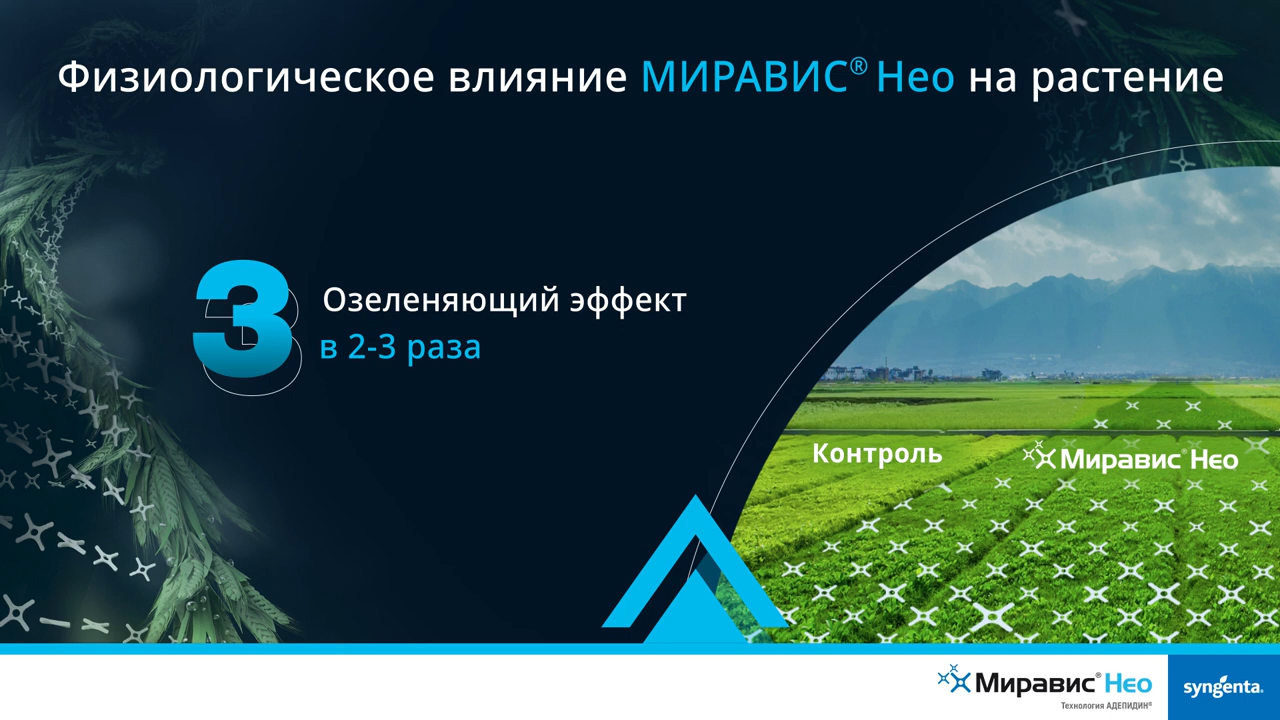 Физиологическое влияние МИРАВИС® Нео на растение
3
Озеленяющий эффект
в 2-3 раза
Контроль
Миравис® Нео
Миравис® Нео
Технология АДЕПИДИН®
syngenta.